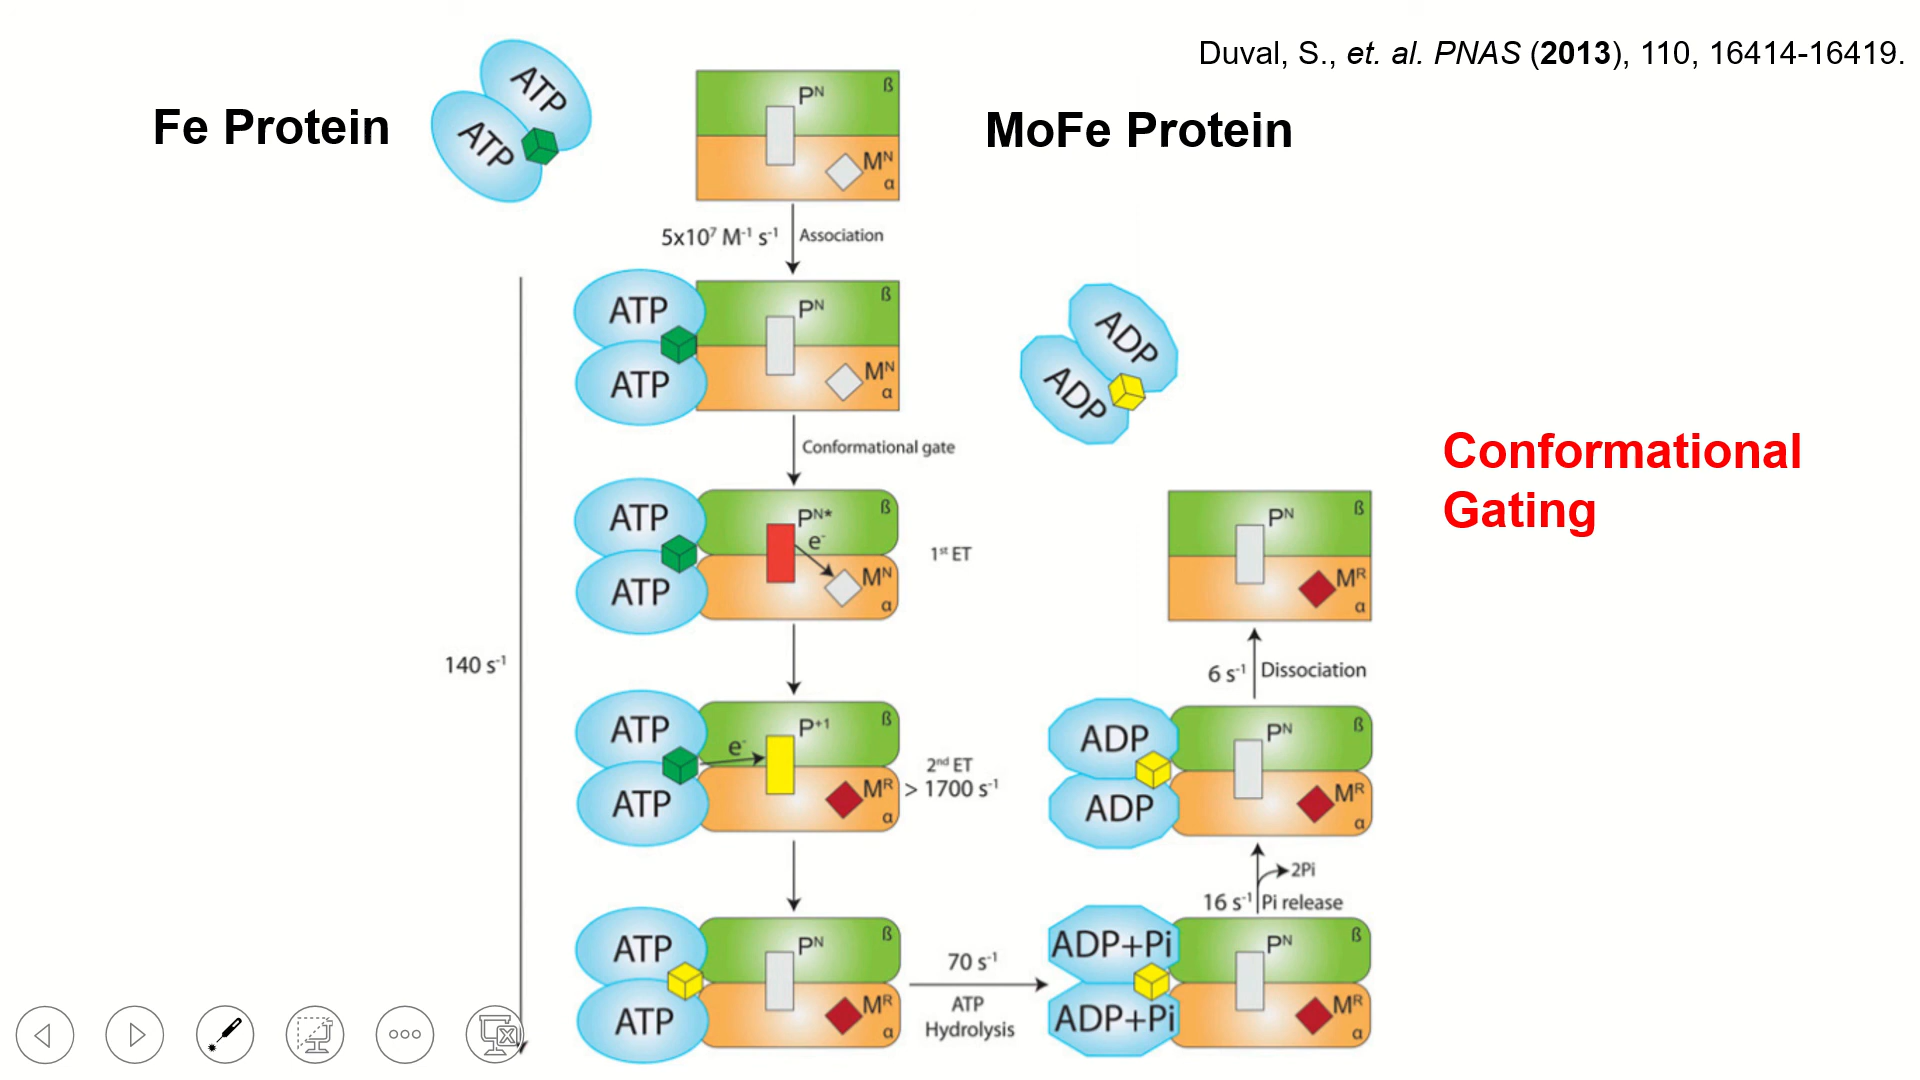 Duval, S., et. al. PNAS (2013), 110, 16414-16419.
Fe Protein
ATP
ATP
Pᴺ
ß
Mᴺ
α
MoFe Protein
5x10⁷ M⁻¹ s⁻¹
Association
ATP
ATP
Pᴺ
ß
Mᴺ
α
ADP
ADP
Conformational gate
Conformational
Gating
ATP
ATP
Pᴺ*
ß
e⁻
Mᴺ
α
1ˢᵗ ET
Pᴺ
ß
Mᴿ
α
140 s⁻¹
6 s⁻¹
Dissociation
ATP
ATP
e⁻
P⁺¹
ß
Mᴿ
α
2ⁿᵈ ET
> 1700 s⁻¹
ADP
ADP
Pᴺ
ß
Mᴿ
α
2Pi
16 s⁻¹
Pi release
ATP
ATP
Pᴺ
ß
Mᴿ
α
70 s⁻¹
ATP
Hydrolysis
ADP+Pi
ADP+Pi
Pᴺ
ß
Mᴿ
α